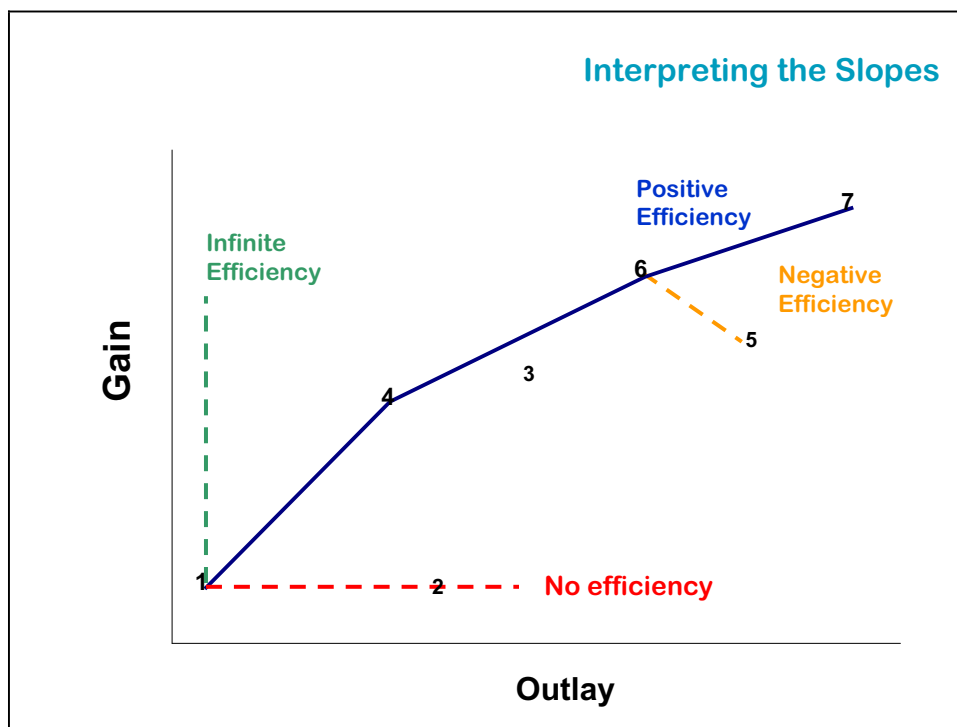 Interpreting the Slopes
Positive
Efficiency
7
Infinite
Efficiency
6
Negative
Efficiency
5
Gain
3
4
1
2
No efficiency
Outlay